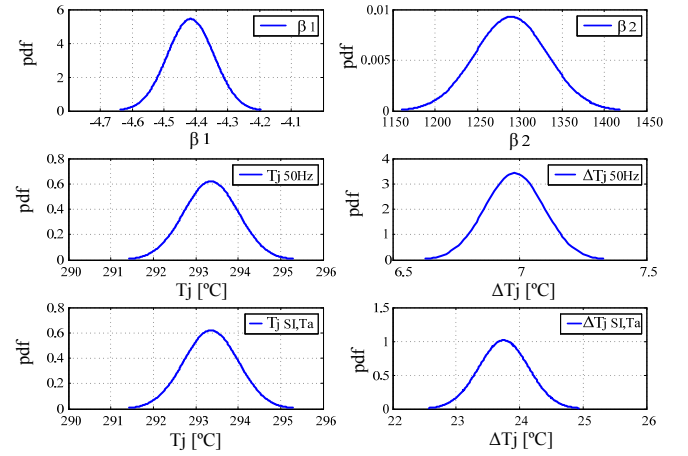 6
4
2
0
pdf
β 1
-4.7 -4.6 -4.5 -4.4 -4.3 -4.2 -4.1
β 1
0.01
0.005
0
pdf
β 2
1150 1200 1250 1300 1350 1400 1450
β 2
0.8
0.6
0.4
0.2
0
pdf
Tj 50Hz
290 291 292 293 294 295 296
Tj [ºC]
4
3
2
1
0
pdf
ΔTj 50Hz
6.5 7 7.5
ΔTj [ºC]
0.8
0.6
0.4
0.2
0
pdf
Tj SI,Ta
290 291 292 293 294 295 296
Tj [ºC]
1.5
1
0.5
0
pdf
ΔTj SI,Ta
22 23 24 25 26
ΔTj [ºC]